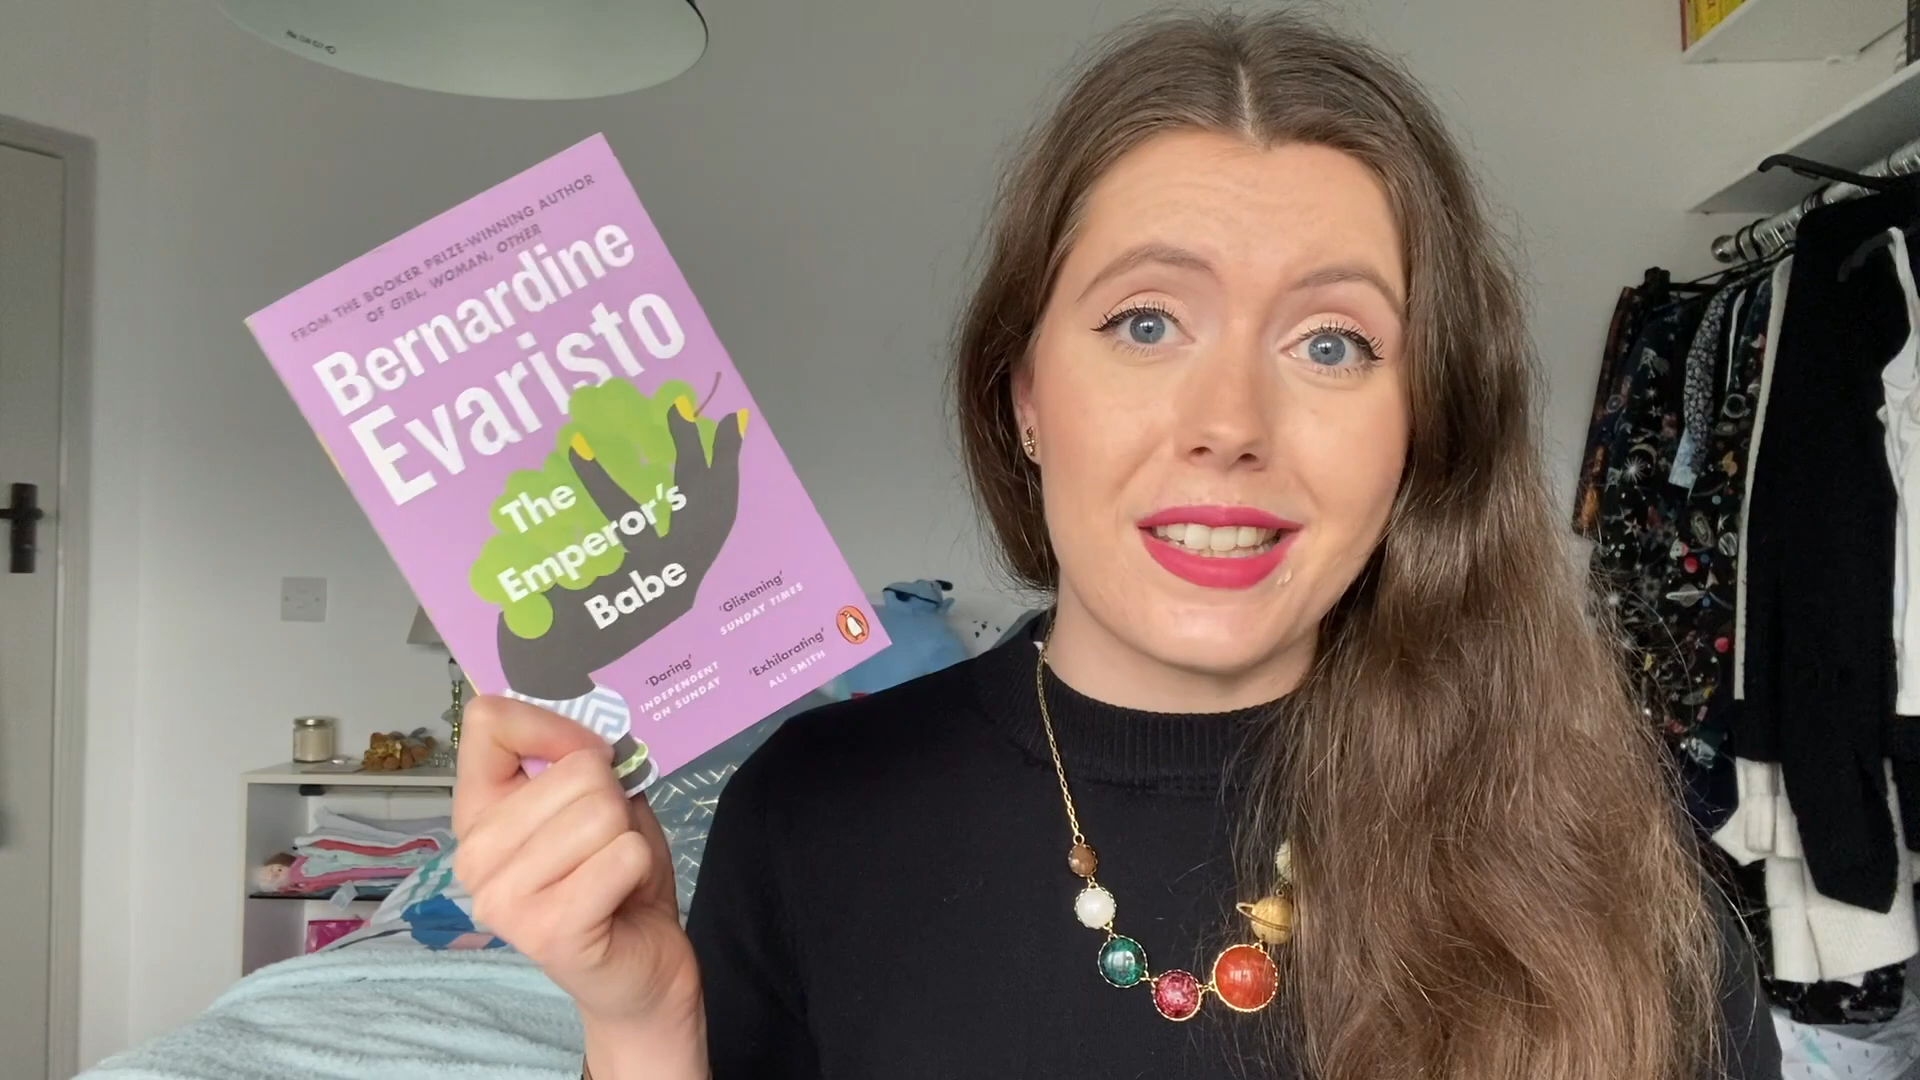 FROM THE BOOKER PRIZE-WINNING AUTHOR
OF GIRL, WOMAN, OTHER
Bernardine
Evaristo
The
Emperor's
Babe
'Glistening'
SUNDAY TIMES
'Daring'
INDEPENDENT
ON SUNDAY
'Exhilarating'
ALI SMITH